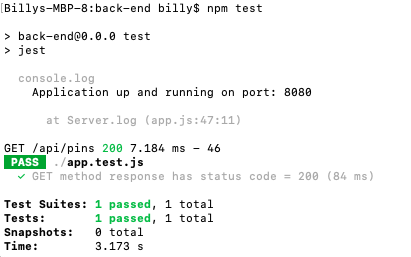 [Billys-MBP-8:back-end billy$ npm test
> back-end@0.0.0 test
> jest
console.log
Application up and running on port: 8080
at Server.log (app.js:47:11)
GET /api/pins 200 7.184 ms - 46
PASS ./app.test.js
✓ GET method response has status code = 200 (84 ms)
Test Suites: 1 passed, 1 total
Tests: 1 passed, 1 total
Snapshots: 0 total
Time: 3.173 s